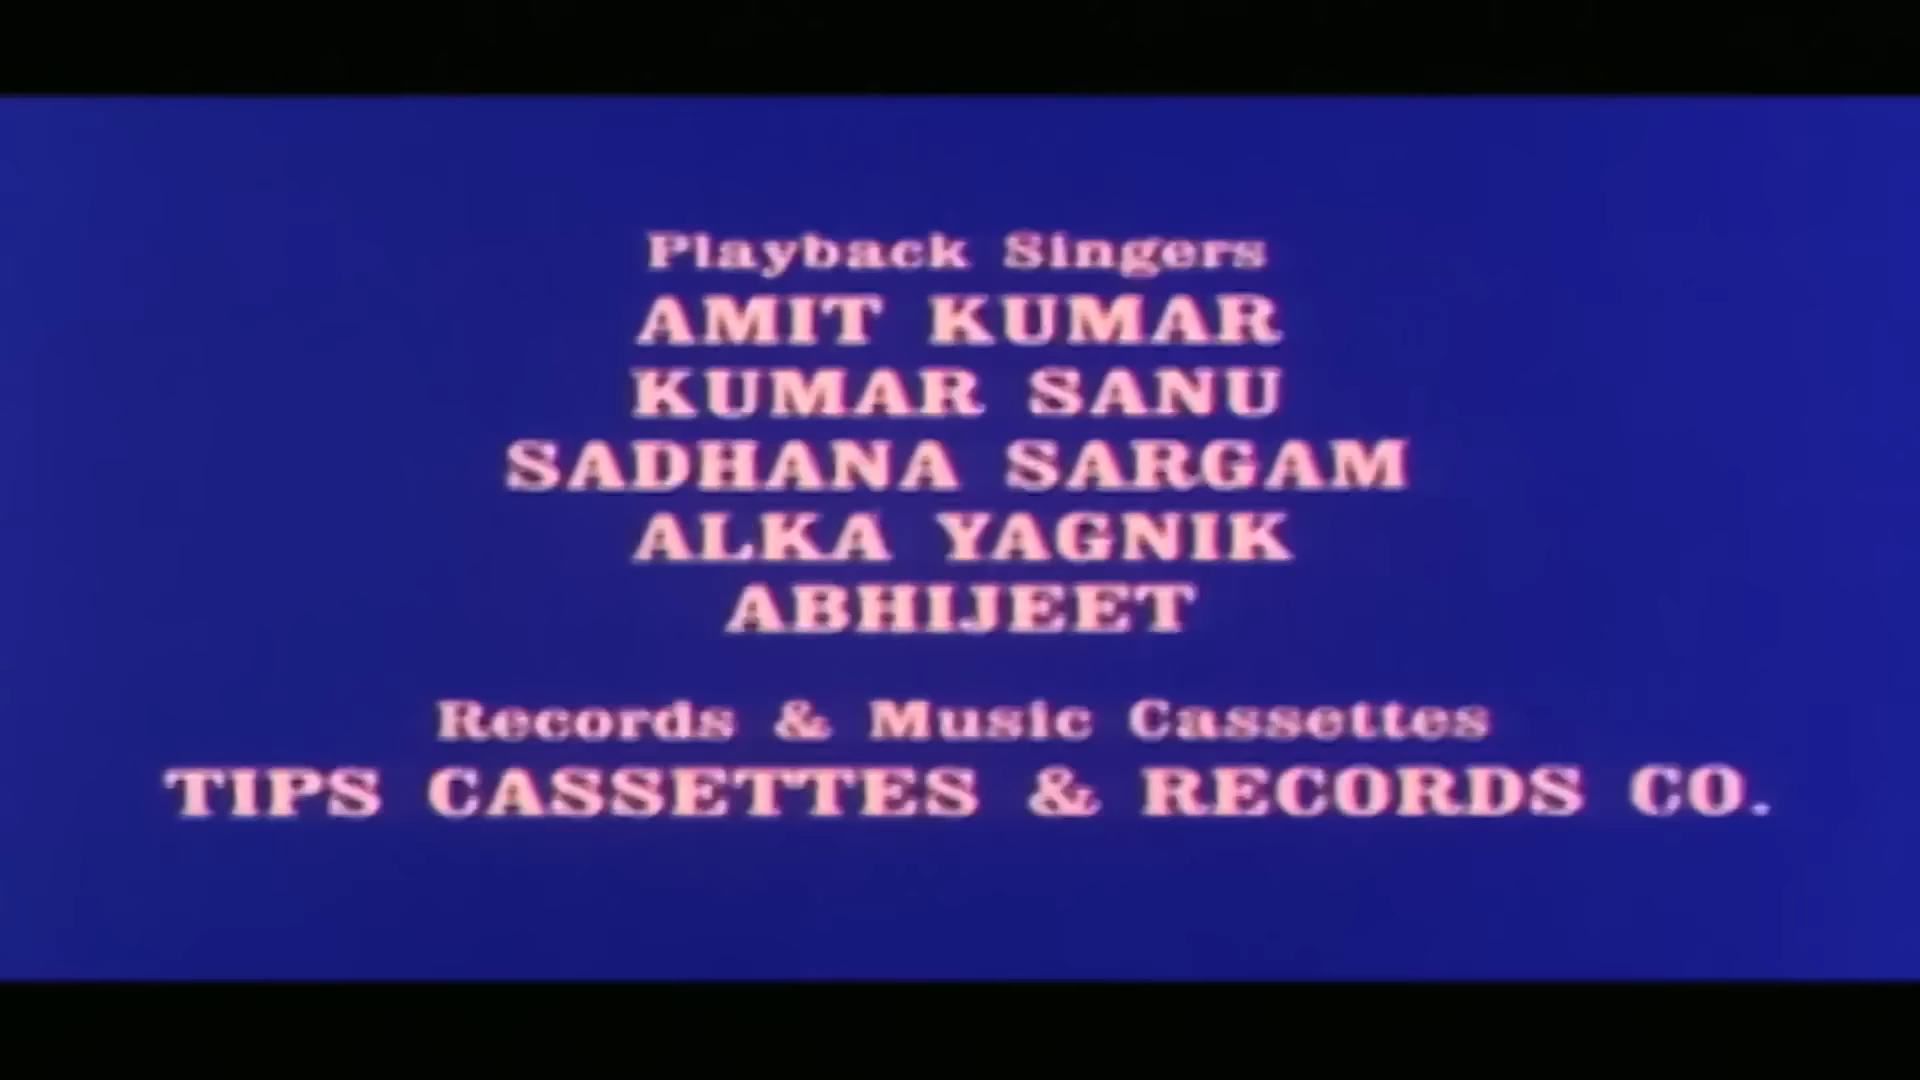 Playback Singers
AMIT KUMAR
KUMAR SANU
SADHANA SARGAM
ALKA YAGNIK
ABHIJEET
Records & Music Cassettes
TIPS CASSETTES & RECORDS CO.